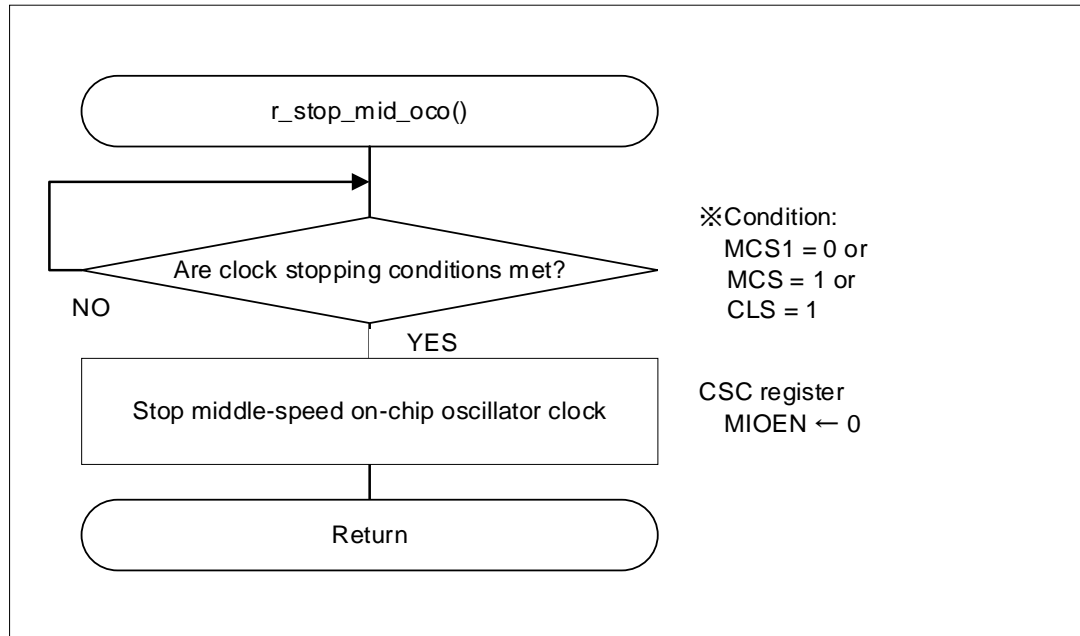 r_stop_mid_oco()
Are clock stopping conditions met?
※Condition:
MCS1 = 0 or
MCS = 1 or
CLS = 1
NO
YES
Stop middle-speed on-chip oscillator clock
CSC register
MIOEN ← 0
Return